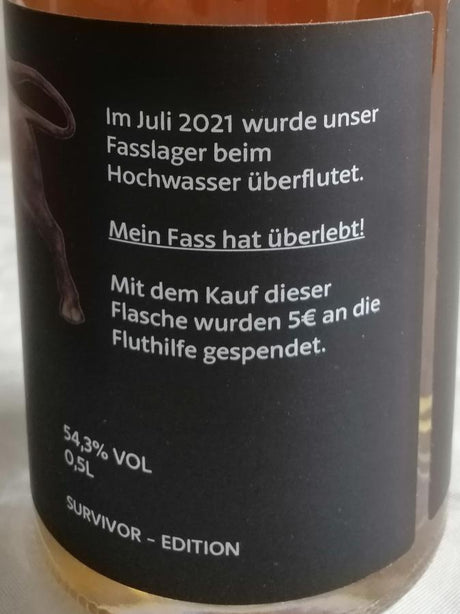 Im Juli 2021 wurde unser
Fasslager beim
Hochwasser überflutet.
Mein Fass hat überlebt!
Mit dem Kauf dieser
Flasche wurden 5€ an die
Fluthilfe gespendet.
54,3% VOL
0,5L
SURVIVOR - EDITION